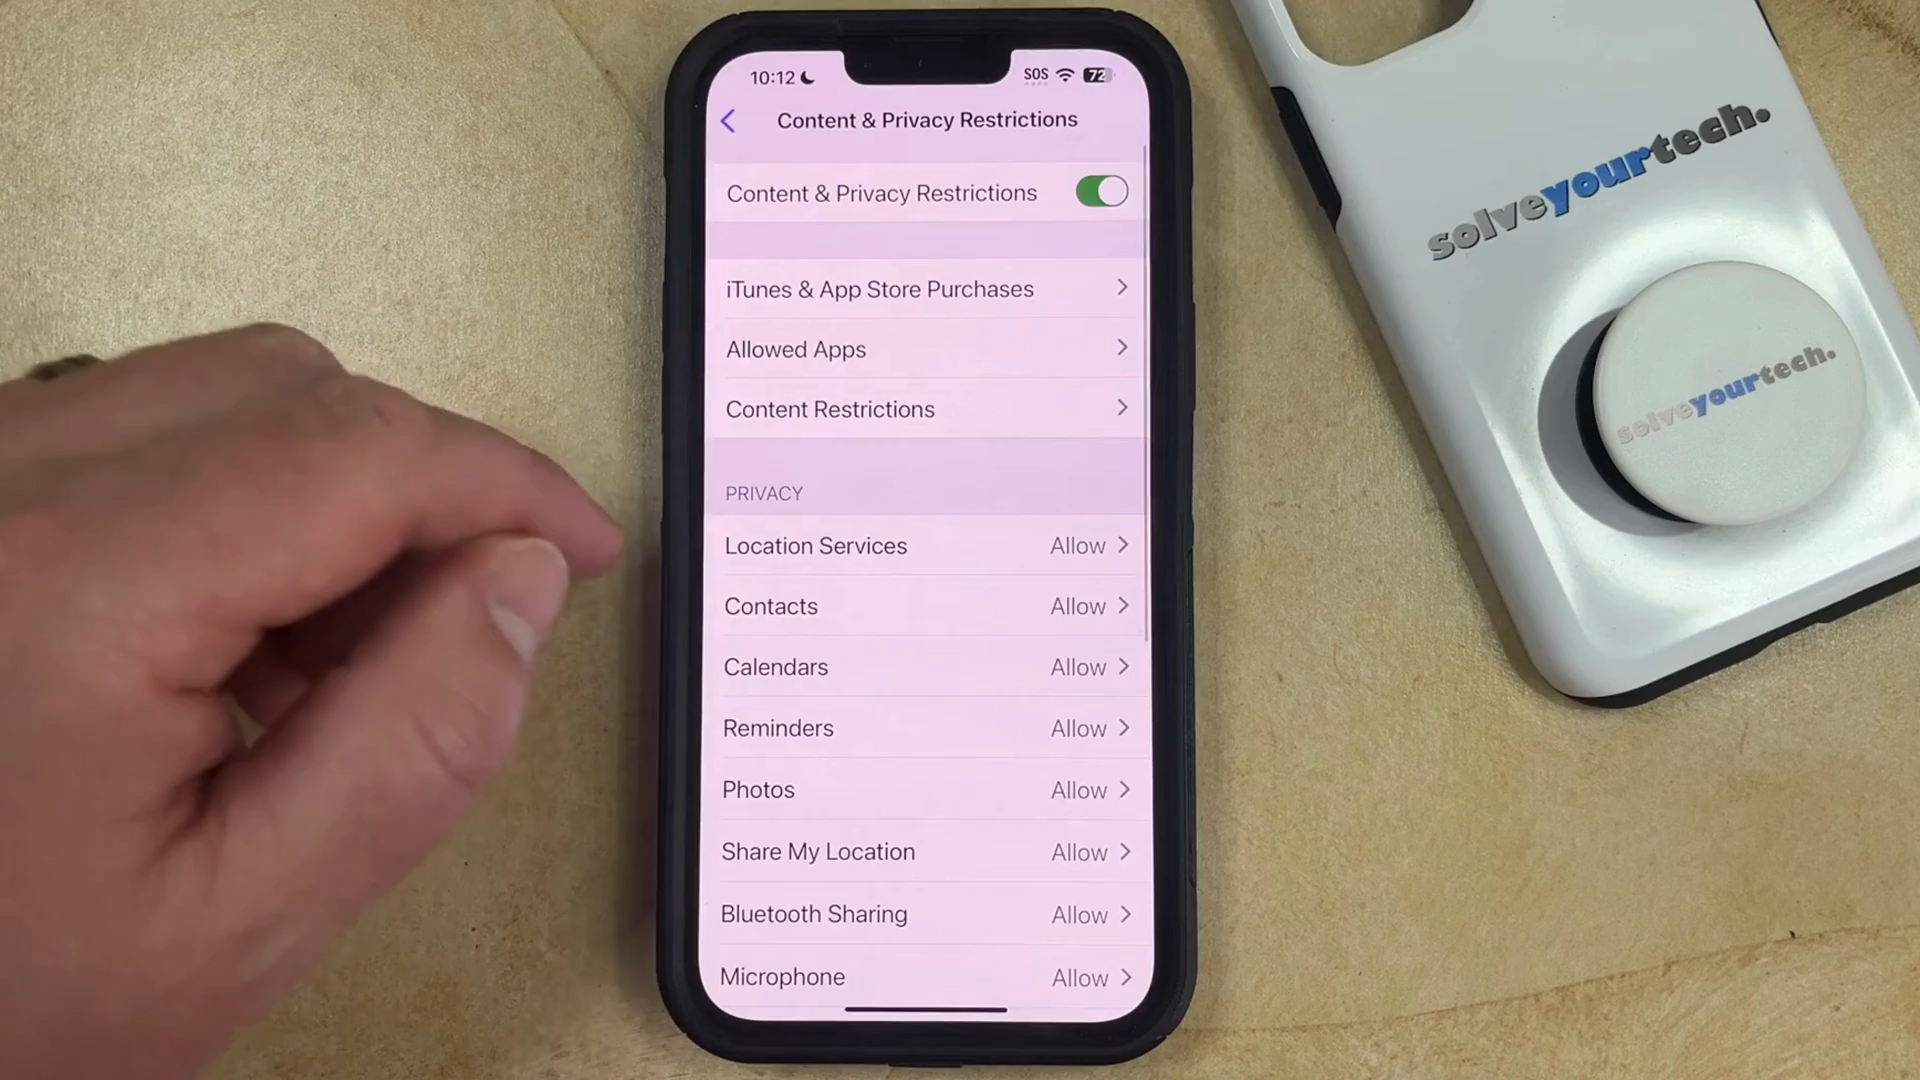 10:12
SOS 72
Content & Privacy Restrictions
Content & Privacy Restrictions
iTunes & App Store Purchases
Allowed Apps
Content Restrictions
PRIVACY
Location Services Allow
Contacts Allow
Calendars Allow
Reminders Allow
Photos Allow
Share My Location Allow
Bluetooth Sharing Allow
Microphone Allow
solveyourtech.
solveyourtech.